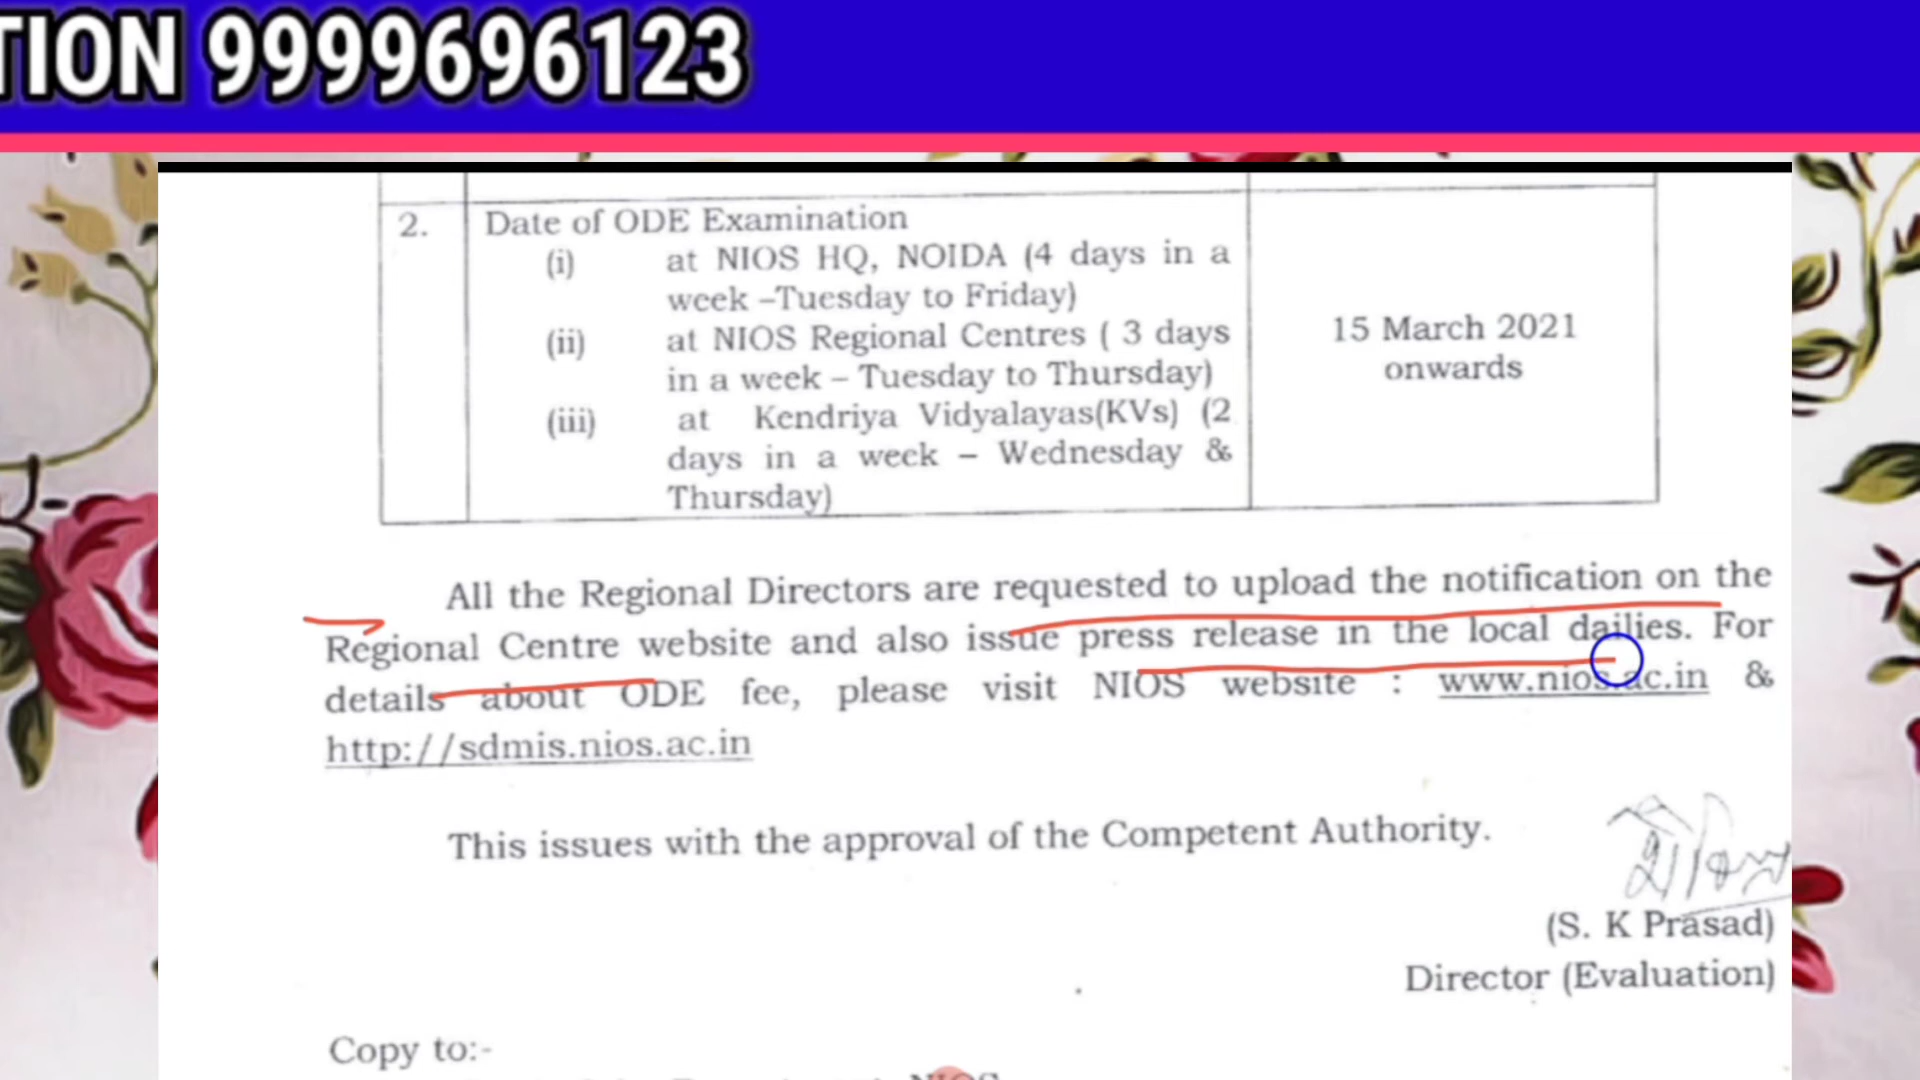 TION 9999696123
2. Date of ODE Examination
(i) at NIOS HQ, NOIDA (4 days in a
week –Tuesday to Friday)
(ii) at NIOS Regional Centres ( 3 days
in a week – Tuesday to Thursday)
15 March 2021
onwards
(iii) at Kendriya Vidyalayas(KVs) (2
days in a week – Wednesday &
Thursday)
All the Regional Directors are requested to upload the notification on the
Regional Centre website and also issue press release in the local dailies. For
details about ODE fee, please visit NIOS website : www.nios.ac.in &
http://sdmis.nios.ac.in
This issues with the approval of the Competent Authority.
(S. K Prasad)
Director (Evaluation)
Copy to:-
NIOS